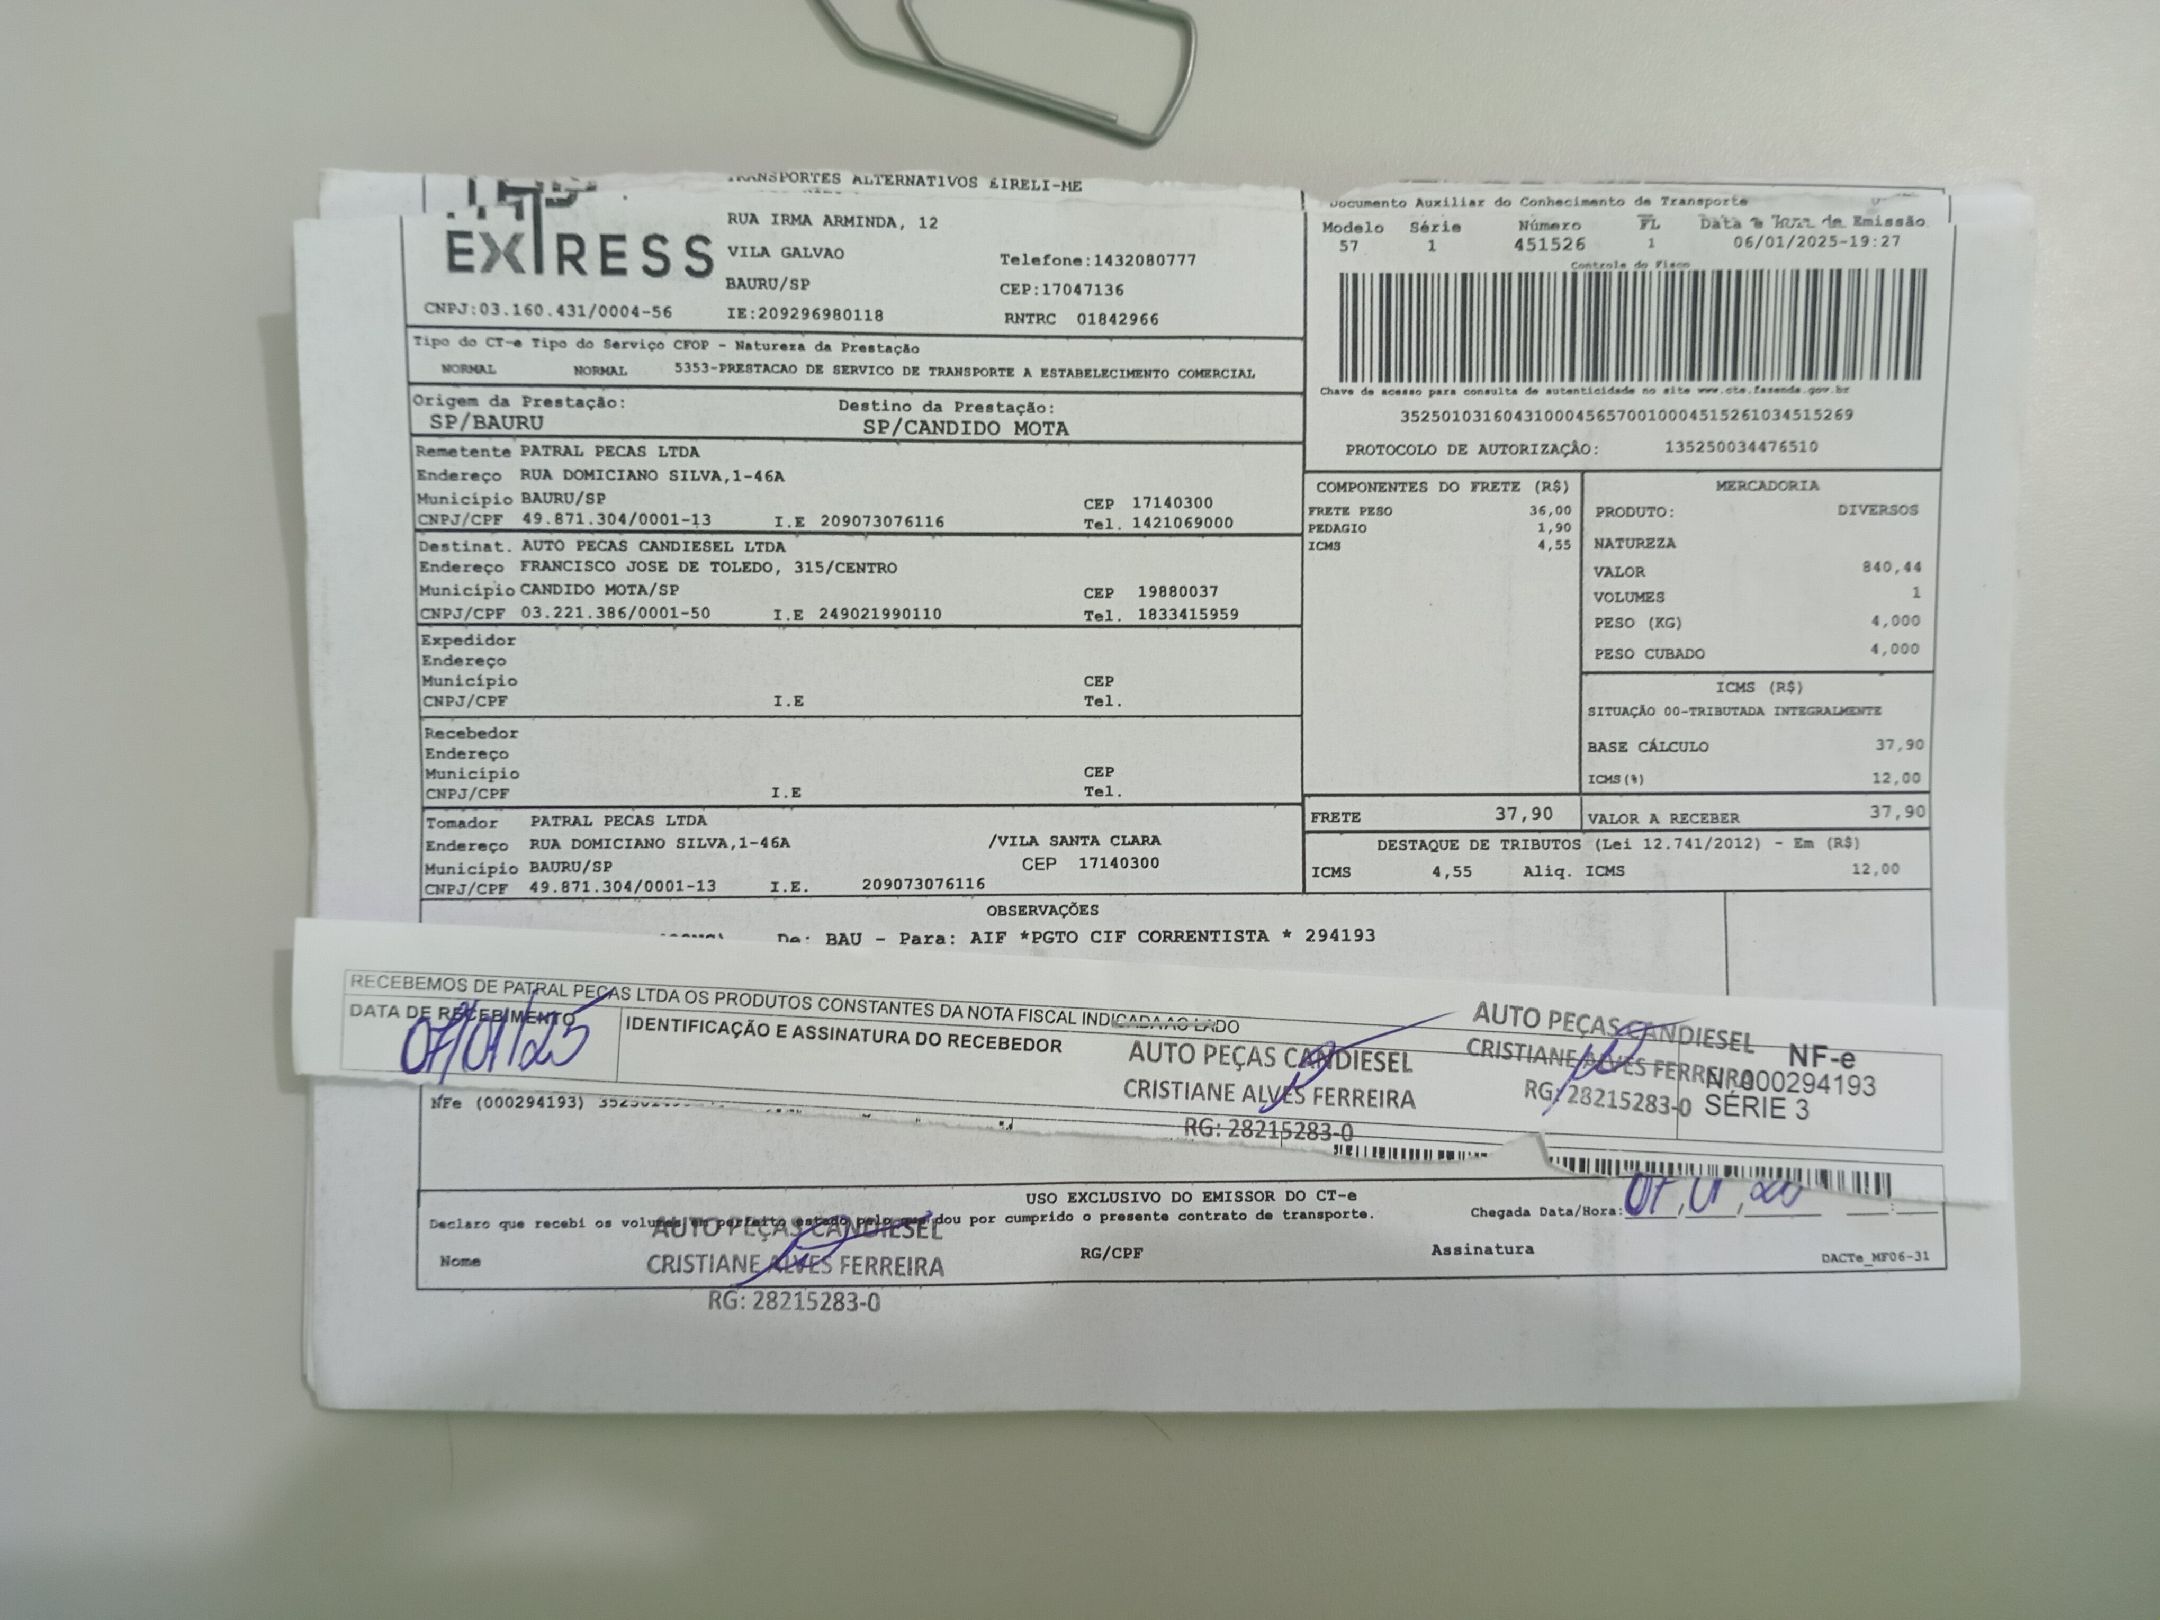 TRANSPORTES ALTERNATIVOS EIRELI-ME
EXPRESS
RUA IRMA ARMINDA, 12
VILA GALVAO
Telefone:1432080777
BAURU/SP
CEP:17047136
CNPJ:03.160.431/0004-56
IE:209296980118
RNTRC 01842966
Documento Auxiliar do Conhecimento de Transporte
Modelo Série Número FL Data e Hora de Emissão
57 1 451526 1 06/01/2025-19:27
Controle do Fisco
Chave de acesso para consulta de autenticidade no site www.cte.fazenda.gov.br
35250103160431000456570010004515261034515269
PROTOCOLO DE AUTORIZAÇÂO: 135250034476510
Tipo do CT-e Tipo do Serviço CFOP - Natureza da Prestação
NORMAL NORMAL 5353-PRESTACAO DE SERVICO DE TRANSPORTE A ESTABELECIMENTO COMERCIAL
Origem da Prestação: Destino da Prestação:
SP/BAURU SP/CANDIDO MOTA
Remetente PATRAL PECAS LTDA
Endereço RUA DOMICIANO SILVA,1-46A
Município BAURU/SP CEP 17140300
CNPJ/CPF 49.871.304/0001-13 I.E 209073076116 Tel. 1421069000
Destinat. AUTO PECAS CANDIESEL LTDA
Endereço FRANCISCO JOSE DE TOLEDO, 315/CENTRO
Município CANDIDO MOTA/SP CEP 19880037
CNPJ/CPF 03.221.386/0001-50 I.E 249021990110 Tel. 1833415959
Expedidor
Endereço
Município CEP
CNPJ/CPF I.E Tel.
Recebedor
Endereço
Município CEP
CNPJ/CPF I.E Tel.
Tomador PATRAL PECAS LTDA
Endereço RUA DOMICIANO SILVA,1-46A /VILA SANTA CLARA
Município BAURU/SP CEP 17140300
CNPJ/CPF 49.871.304/0001-13 I.E. 209073076116
COMPONENTES DO FRETE (R$)
FRETE PESO 36,00
PEDAGIO 1,90
ICMS 4,55
MERCADORIA
PRODUTO: DIVERSOS
NATUREZA
VALOR 840,44
VOLUMES 1
PESO (KG) 4,000
PESO CUBADO 4,000
ICMS (R$)
SITUAÇÃO 00-TRIBUTADA INTEGRALMENTE
BASE CÁLCULO 37,90
ICMS(%) 12,00
FRETE 37,90 VALOR A RECEBER 37,90
DESTAQUE DE TRIBUTOS (Lei 12.741/2012) - Em (R$)
ICMS 4,55 Aliq. ICMS 12,00
OBSERVAÇÕES
De: BAU - Para: AIF *PGTO CIF CORRENTISTA * 294193
RECEBEMOS DE PATRAL PECAS LTDA OS PRODUTOS CONSTANTES DA NOTA FISCAL INDICADA AO LADO
DATA DE RECEBIMENTO
07/01/25
IDENTIFICAÇÃO E ASSINATURA DO RECEBEDOR
AUTO PEÇAS CANDIESEL
CRISTIANE ALVES FERREIRA
RG: 28215283-0
AUTO PEÇAS CANDIESEL
CRISTIANE ALVES FERREIRA
RG: 28215283-0
NF-e
N. 000294193
SÉRIE 3
NFe (000294193)
USO EXCLUSIVO DO EMISSOR DO CT-e
Declaro que recebi os volumes em perfeito estado pelo que dou por cumprido o presente contrato de transporte.
Chegada Data/Hora: 07/01/
Nome RG/CPF Assinatura
AUTO PEÇAS CANDIESEL
CRISTIANE ALVES FERREIRA
RG: 28215283-0
DACTe_MF06-31